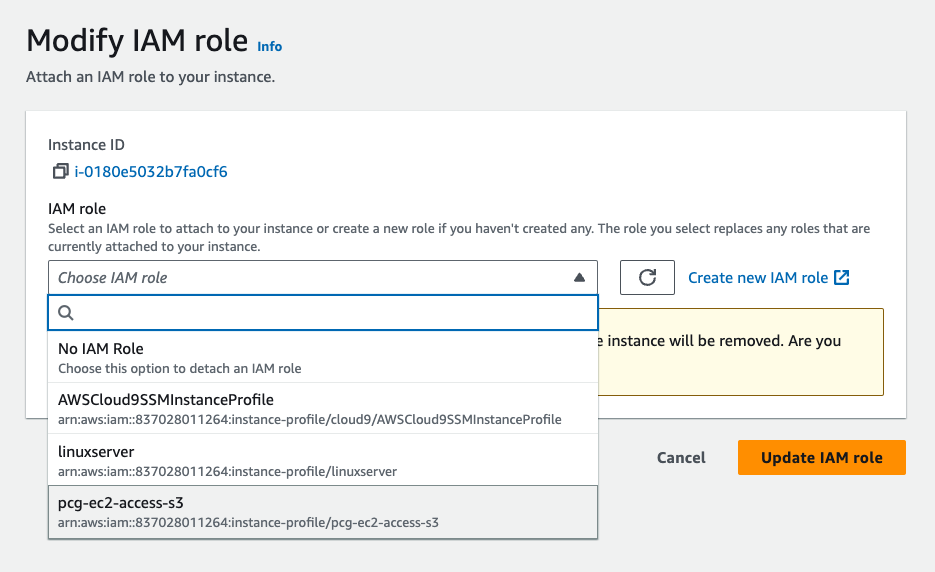 Modify IAM role Info
Attach an IAM role to your instance.
Instance ID
i-0180e5032b7fa0cf6
IAM role
Select an IAM role to attach to your instance or create a new role if you haven't created any. The role you select replaces any roles that are
currently attached to your instance.
Choose IAM role
Create new IAM role
instance will be removed. Are you
No IAM Role
Choose this option to detach an IAM role
AWSCloud9SSMInstanceProfile
arn:aws:iam::837028011264:instance-profile/cloud9/AWSCloud9SSMInstanceProfile
linuxserver
arn:aws:iam::837028011264:instance-profile/linuxserver
pcg-ec2-access-s3
arn:aws:iam::837028011264:instance-profile/pcg-ec2-access-s3
Cancel
Update IAM role